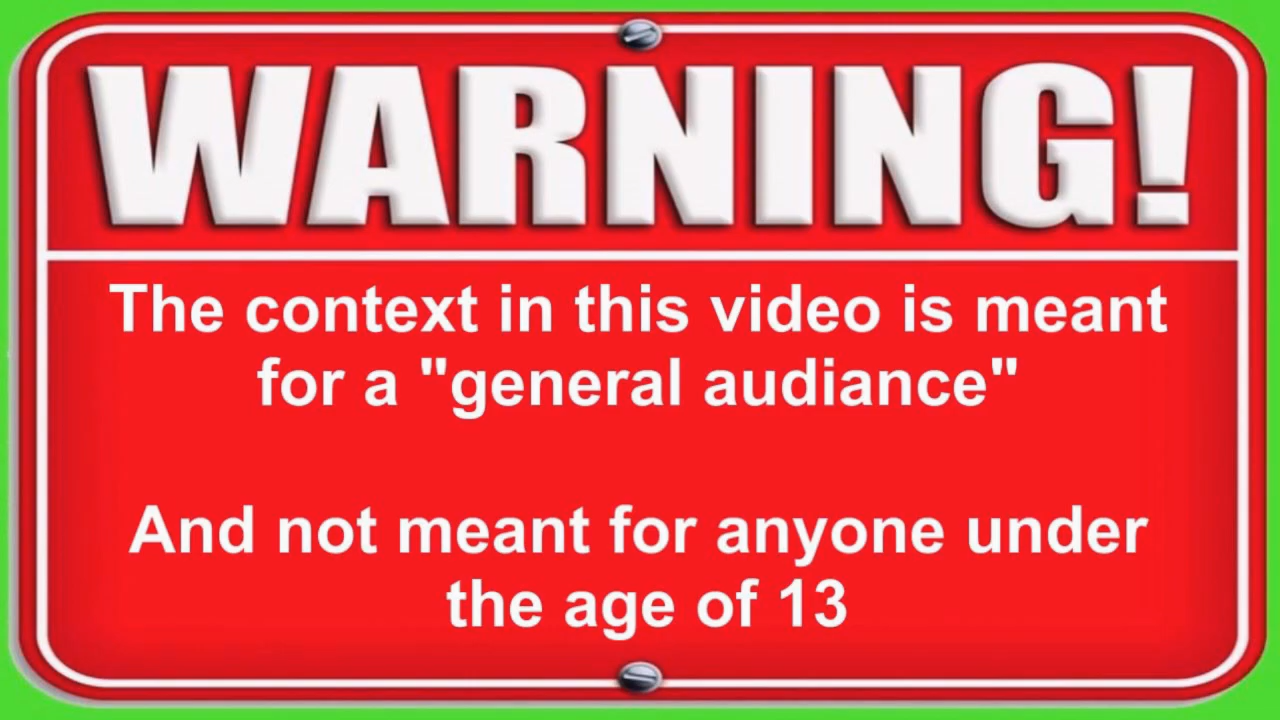 WARNING!
The context in this video is meant
for a "general audiance"
And not meant for anyone under
the age of 13